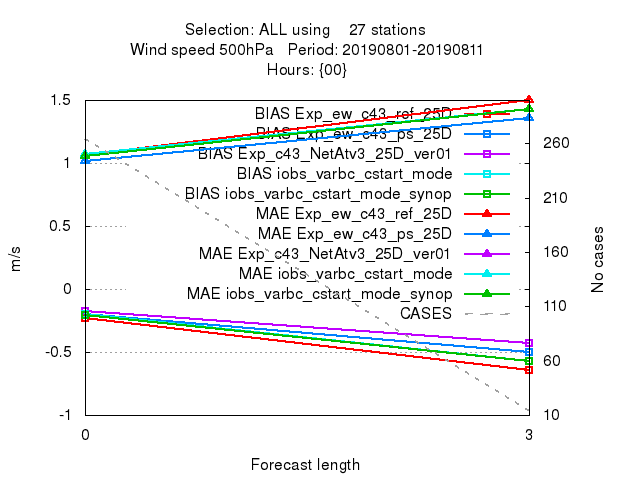 Selection: ALL using 27 stations
Wind speed 500hPa Period: 20190801-20190811
Hours: {00}
1.5
1
0.5
0
-0.5
-1
m/s
BIAS Exp_ew_c43_ref_25D
BIAS Exp_ew_c43_ps_25D
BIAS Exp_c43_NetAtv3_25D_ver01
BIAS iobs_varbc_cstart_mode
BIAS iobs_varbc_cstart_mode_synop
MAE Exp_ew_c43_ref_25D
MAE Exp_ew_c43_ps_25D
MAE Exp_c43_NetAtv3_25D_ver01
MAE iobs_varbc_cstart_mode
MAE iobs_varbc_cstart_mode_synop
CASES
260
210
160
110
60
10
No cases
0
3
Forecast length